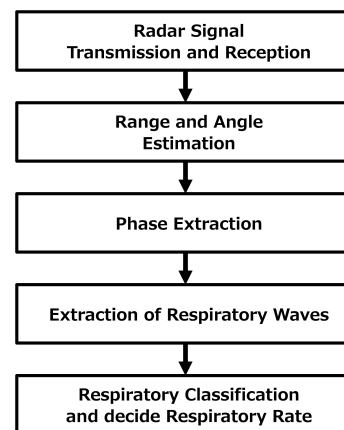 Radar Signal
Transmission and Reception
Range and Angle
Estimation
Phase Extraction
Extraction of Respiratory Waves
Respiratory Classification
and decide Respiratory Rate